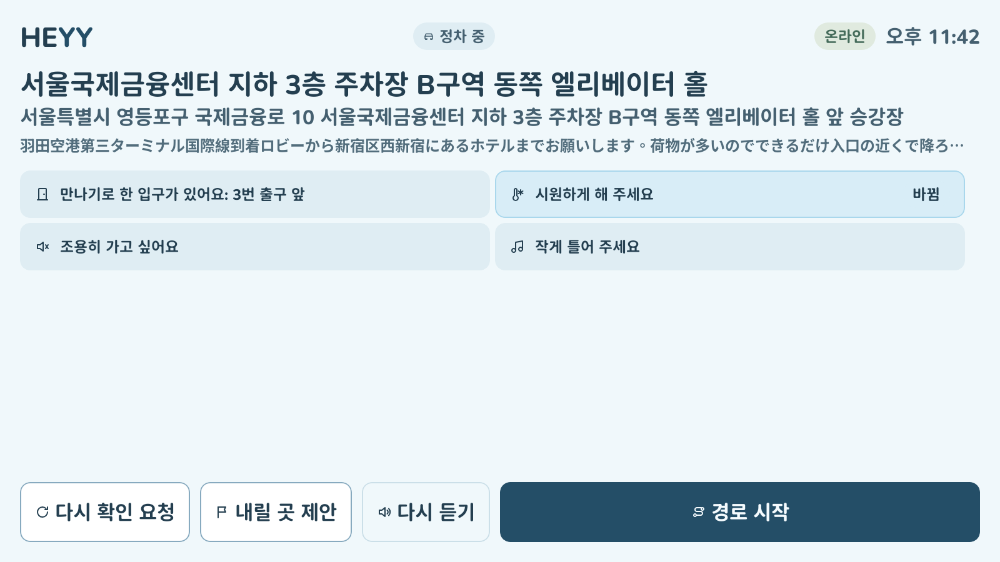 HEYY
정차 중
온라인 오후 11:42
서울국제금융센터 지하 3층 주차장 B구역 동쪽 엘리베이터 홀
서울특별시 영등포구 국제금융로 10 서울국제금융센터 지하 3층 주차장 B구역 동쪽 엘리베이터 홀 앞 승강장
羽田空港第三ターミナル国際線到着ロビーから新宿区西新宿にあるホテルまでお願いします。荷物が多いのでできるだけ入口の近くで降ろ…
만나기로 한 입구가 있어요: 3번 출구 앞
시원하게 해 주세요 바뀜
조용히 가고 싶어요
작게 틀어 주세요
다시 확인 요청
내릴 곳 제안
다시 듣기
경로 시작